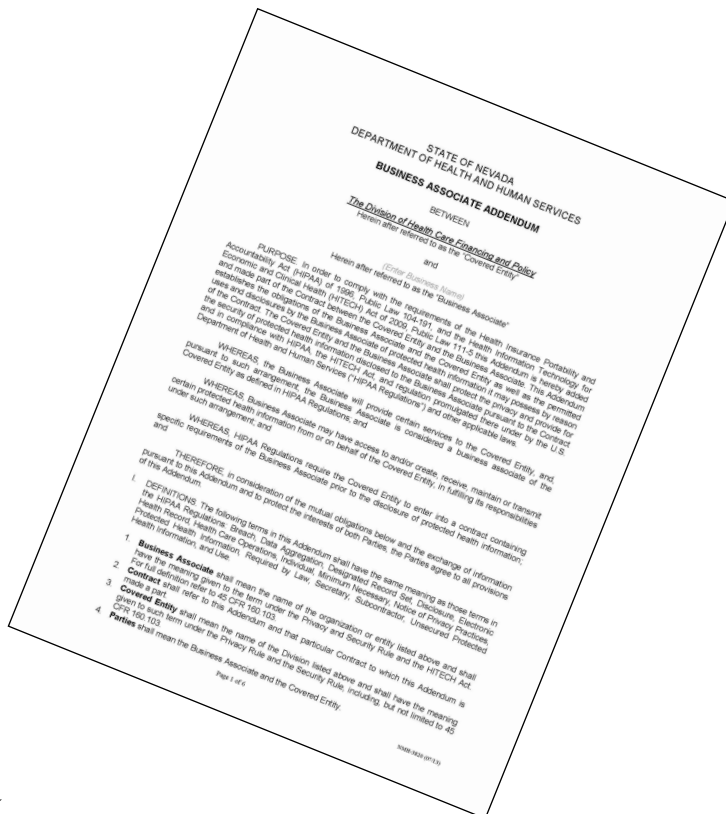 STATE OF NEVADA
DEPARTMENT OF HEALTH AND HUMAN SERVICES
BUSINESS ASSOCIATE ADDENDUM
BETWEEN
The Division of Health Care Financing and Policy
Herein after referred to as the "Covered Entity"
and
(Enter Business Name)
Herein after referred to as the "Business Associate"
PURPOSE. In order to comply with the requirements of the Health Insurance Portability and
Accountability Act (HIPAA) of 1996, Public Law 104-191, and the Health Information Technology for
Economic and Clinical Health (HITECH) Act of 2009, Public Law 111-5 this Addendum is hereby added
and made part of the Contract between the Covered Entity and the Business Associate. This Addendum
establishes the obligations of the Business Associate and the Covered Entity as well as the permitted
uses and disclosures by the Business Associate of protected health information it may possess by reason
of the Contract. The Covered Entity and the Business Associate shall protect the privacy and provide for
the security of protected health information disclosed to the Business Associate pursuant to the Contract
and in compliance with HIPAA, the HITECH Act, and regulation promulgated there under by the U.S.
Department of Health and Human Services ("HIPAA Regulations") and other applicable laws.
WHEREAS, the Business Associate will provide certain services to the Covered Entity, and,
pursuant to such arrangement, the Business Associate is considered a business associate of the
Covered Entity as defined in HIPAA Regulations; and
WHEREAS, Business Associate may have access to and/or create, receive, maintain or transmit
certain protected health information from or on behalf of the Covered Entity, in fulfilling its responsibilities
under such arrangement; and
WHEREAS, HIPAA Regulations require the Covered Entity to enter into a contract containing
specific requirements of the Business Associate prior to the disclosure of protected health information;
and
THEREFORE, in consideration of the mutual obligations below and the exchange of information
pursuant to this Addendum and to protect the interests of both Parties, the Parties agree to all provisions
of this Addendum.
I. DEFINITIONS. The following terms in this Addendum shall have the same meaning as those terms in
the HIPAA Regulations: Breach, Data Aggregation, Designated Record Set, Disclosure, Electronic
Health Record, Health Care Operations, Individual, Minimum Necessary, Notice of Privacy Practices,
Protected Health Information, Required by Law, Secretary, Subcontractor, Unsecured Protected
Health Information, and Use.
1. Business Associate shall mean the name of the organization or entity listed above and shall
have the meaning given to the term under the Privacy and Security Rule and the HITECH Act.
For full definition refer to 45 CFR 160.103.
2. Contract shall refer to this Addendum and that particular Contract to which this Addendum is
made a part.
3. Covered Entity shall mean the name of the Division listed above and shall have the meaning
given to such term under the Privacy Rule and the Security Rule, including, but not limited to 45
CFR 160.103.
4. Parties shall mean the Business Associate and the Covered Entity.
Page 1 of 6